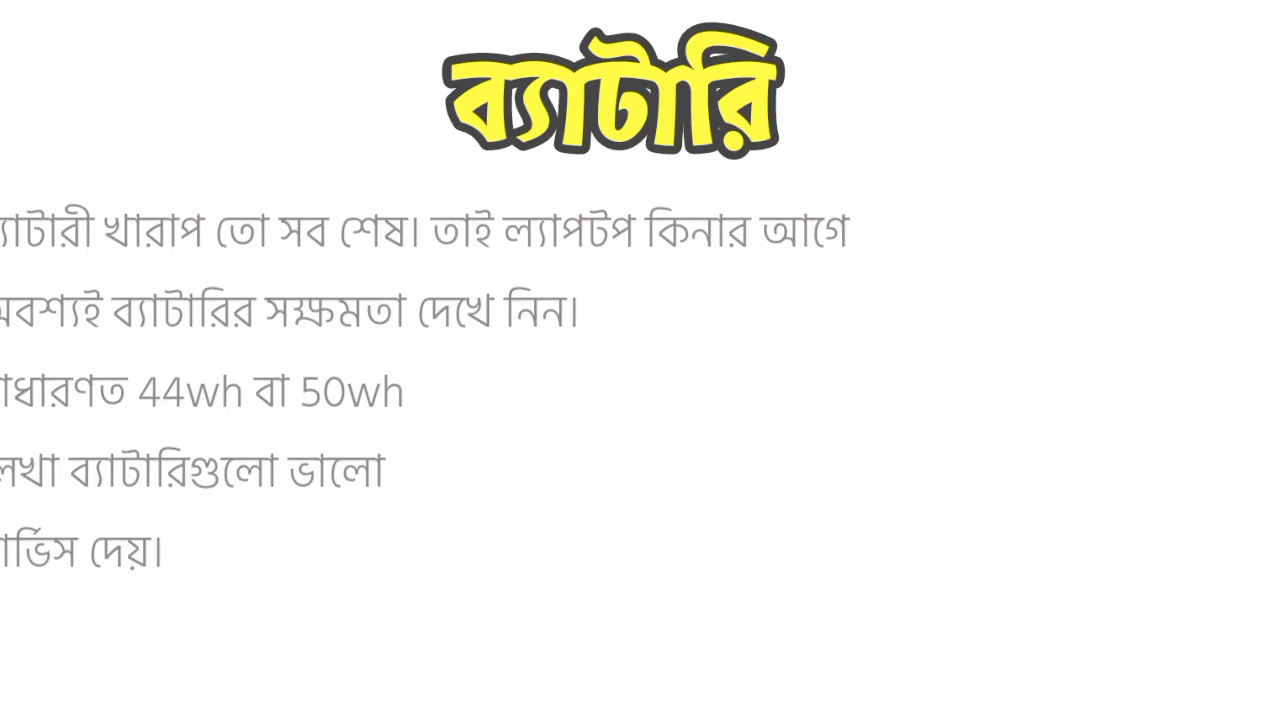 ব্যাটারি
খারাপ তো সব শেষ। তাই ল্যাপটপ কিনার আগে
ব্যাটারির সক্ষমতা দেখে নিন।
44wh বা 50wh
ব্যাটারিগুলো ভালো
দেয়।